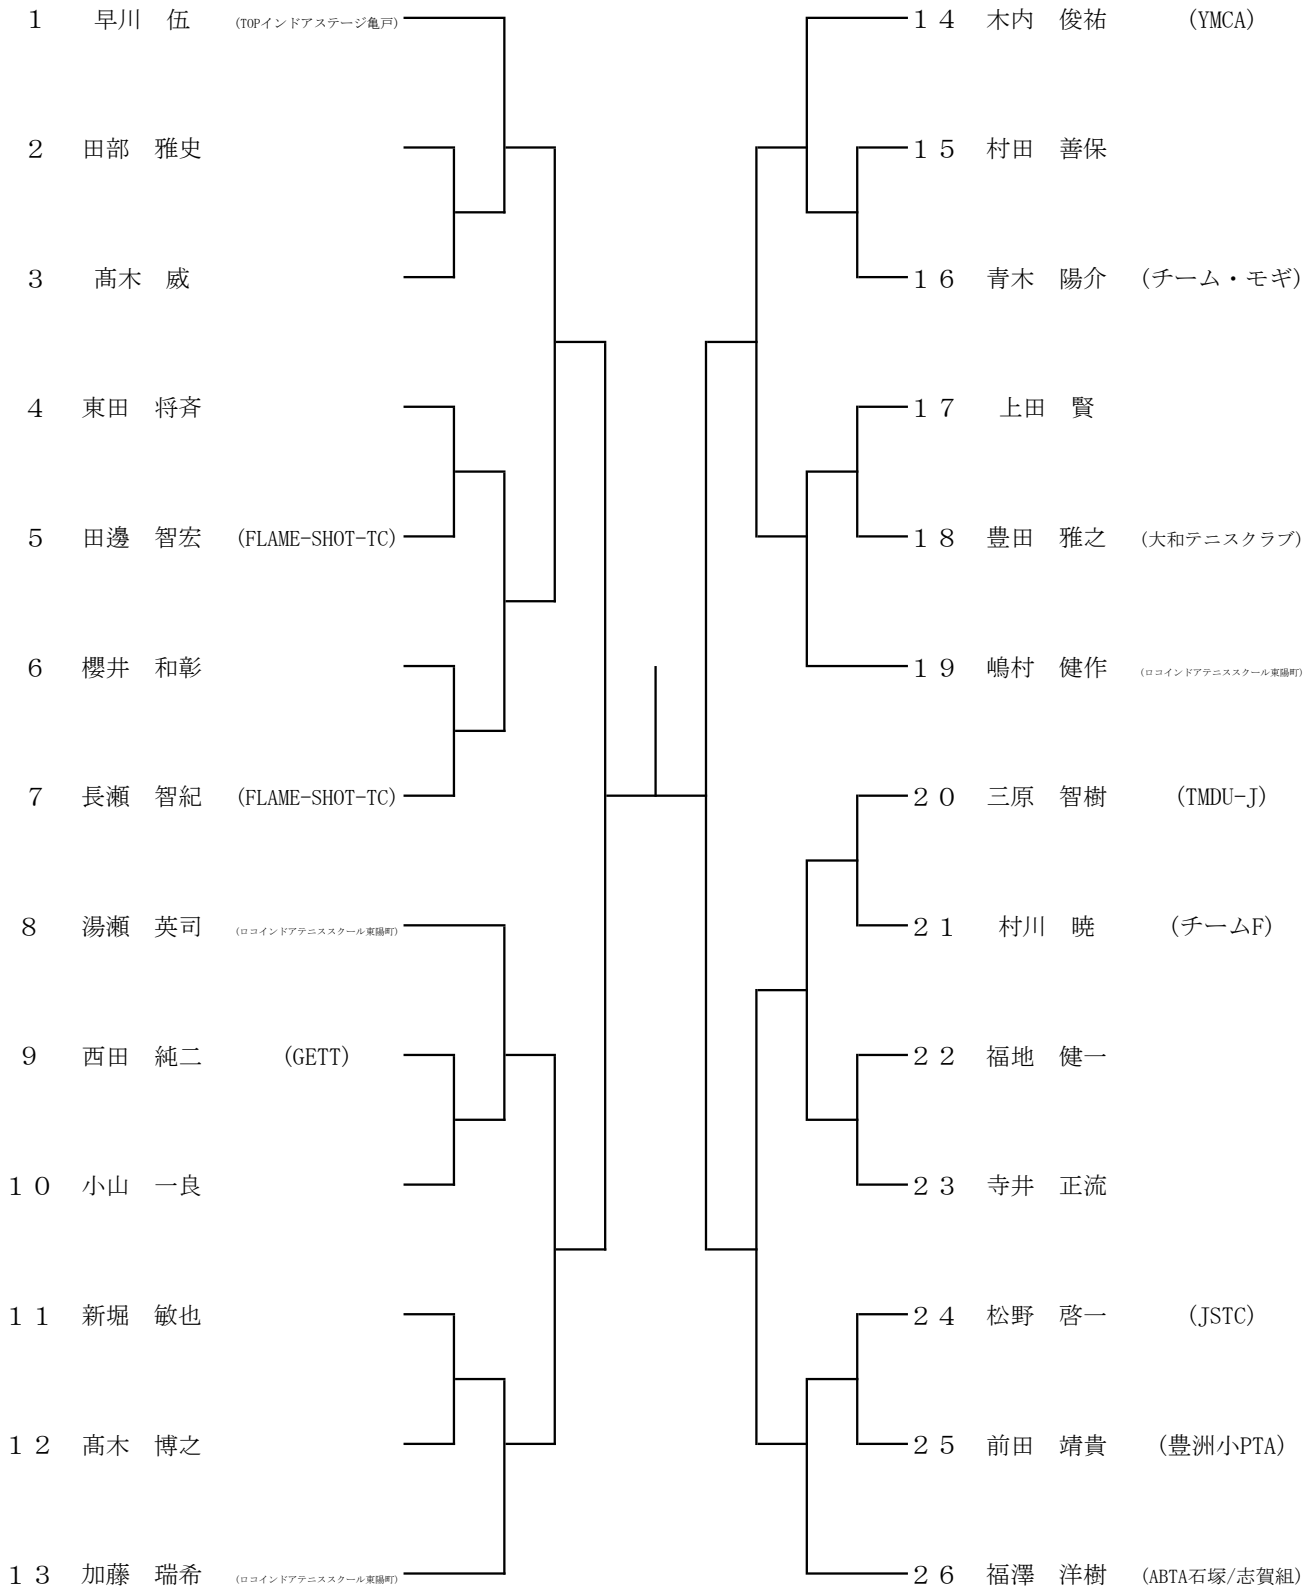 １　早川　伍　(TOPインドアステージ亀戸)
２　田部　雅史
３　髙木　威
４　東田　将斉
５　田邊　智宏　(FLAME-SHOT-TC)
６　櫻井　和彰
７　長瀬　智紀　(FLAME-SHOT-TC)
８　湯瀬　英司　(ロコインドアテニススクール東陽町)
９　西田　純二　(GETT)
１０　小山　一良
１１　新堀　敏也
１２　髙木　博之
１３　加藤　瑞希　(ロコインドアテニススクール東陽町)
１４　木内　俊祐　(YMCA)
１５　村田　善保
１６　青木　陽介　(チーム・モギ)
１７　上田　賢
１８　豊田　雅之　(大和テニスクラブ)
１９　嶋村　健作　(ロコインドアテニススクール東陽町)
２０　三原　智樹　(TMDU-J)
２１　村川　暁　(チームF)
２２　福地　健一
２３　寺井　正流
２４　松野　啓一　(JSTC)
２５　前田　靖貴　(豊洲小PTA)
２６　福澤　洋樹　(ABTA石塚/志賀組)